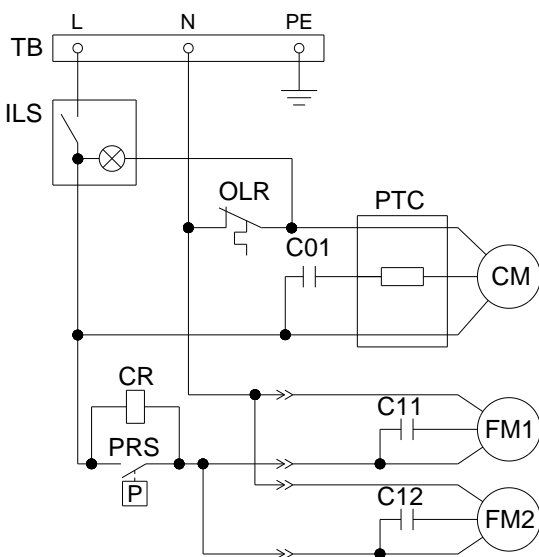 L N PE
TB
ILS
OLR
PTC
C01
CM
CR
C11
PRS
FM1
P
C12
FM2